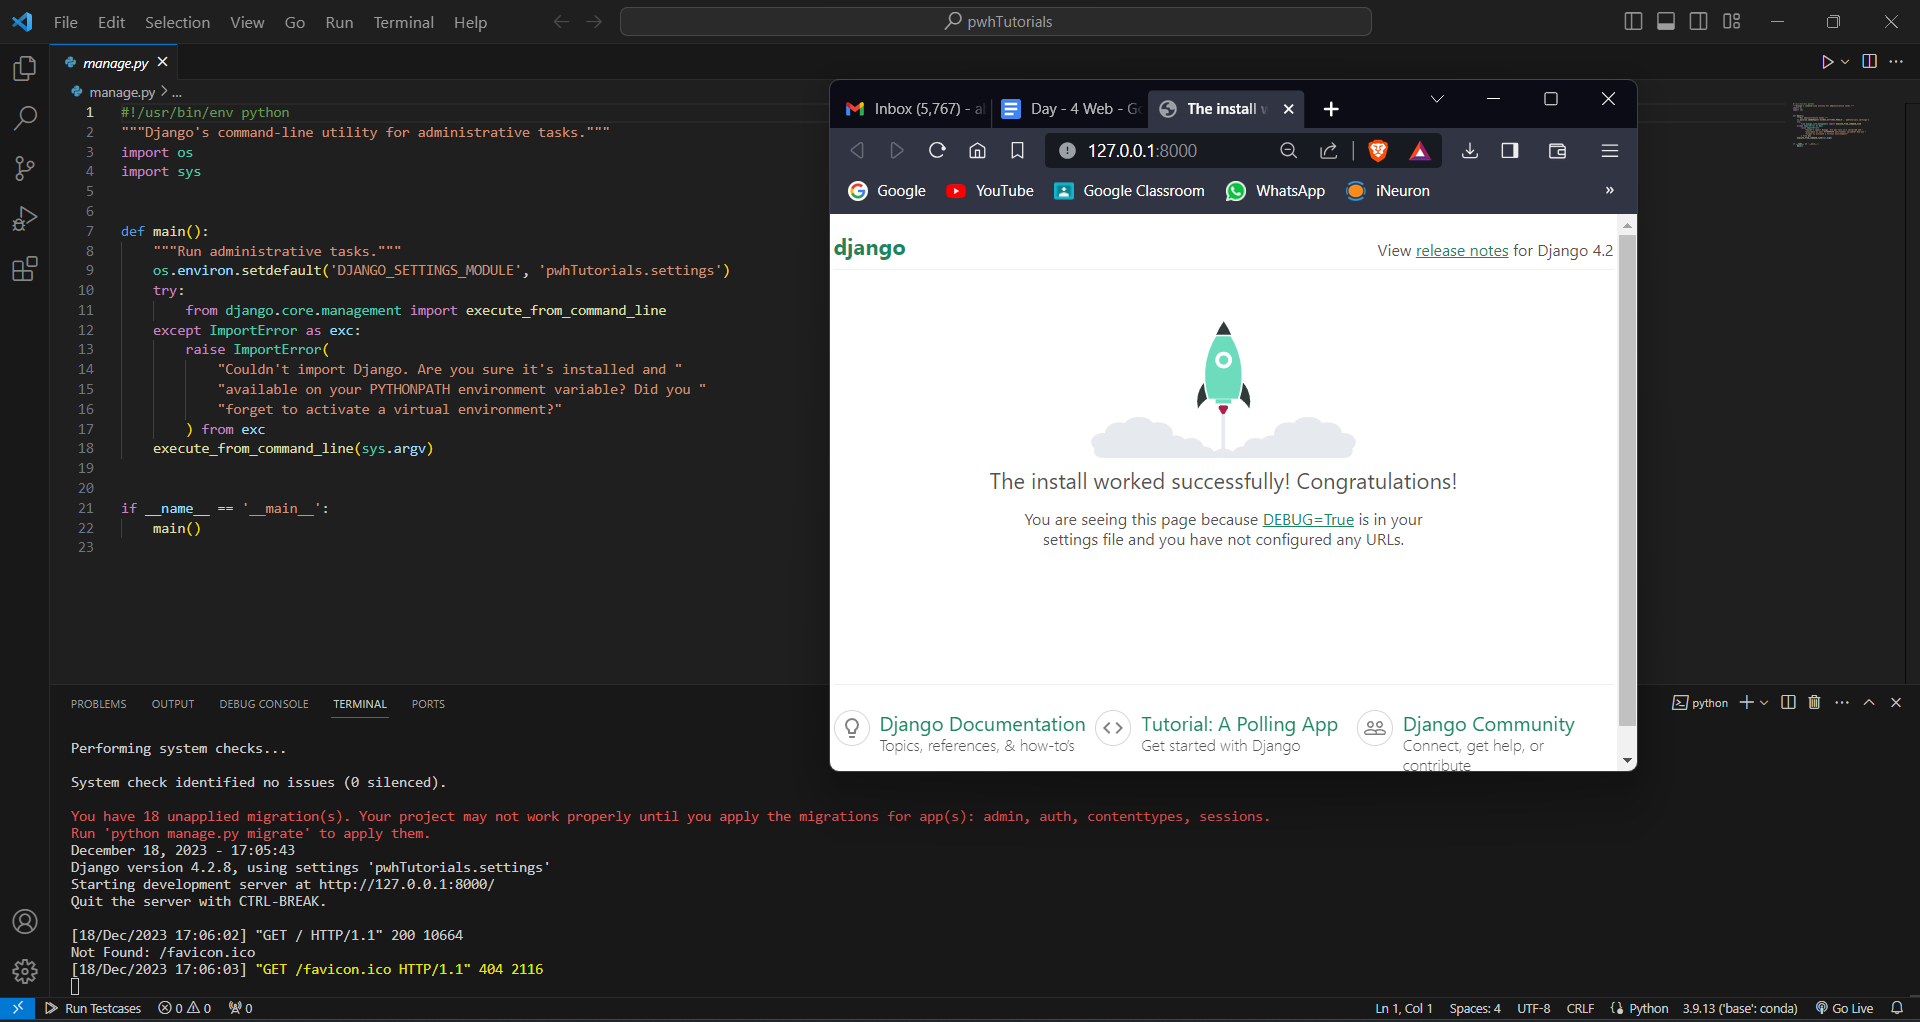 File Edit Selection View Go Run Terminal Help
pwhTutorials
manage.py
manage.py > ...
1 #!/usr/bin/env python
2 """Django's command-line utility for administrative tasks."""
3 import os
4 import sys
5
6
7 def main():
8 """Run administrative tasks."""
9 os.environ.setdefault('DJANGO_SETTINGS_MODULE', 'pwhTutorials.settings')
10 try:
11 from django.core.management import execute_from_command_line
12 except ImportError as exc:
13 raise ImportError(
14 "Couldn't import Django. Are you sure it's installed and "
15 "available on your PYTHONPATH environment variable? Did you "
16 "forget to activate a virtual environment?"
17 ) from exc
18 execute_from_command_line(sys.argv)
19
20
21 if __name__ == '__main__':
22 main()
23
Inbox (5,767) - a
Day - 4 Web - Go
The install w
127.0.0.1:8000
Google YouTube Google Classroom WhatsApp iNeuron »
django
View release notes for Django 4.2
The install worked successfully! Congratulations!
You are seeing this page because DEBUG=True is in your
settings file and you have not configured any URLs.
Django Documentation
Topics, references, & how-to's
Tutorial: A Polling App
Get started with Django
Django Community
Connect, get help, or
contribute
PROBLEMS OUTPUT DEBUG CONSOLE TERMINAL PORTS
python
Performing system checks...
System check identified no issues (0 silenced).
You have 18 unapplied migration(s). Your project may not work properly until you apply the migrations for app(s): admin, auth, contenttypes, sessions.
Run 'python manage.py migrate' to apply them.
December 18, 2023 - 17:05:43
Django version 4.2.8, using settings 'pwhTutorials.settings'
Starting development server at http://127.0.0.1:8000/
Quit the server with CTRL-BREAK.
[18/Dec/2023 17:06:02] "GET / HTTP/1.1" 200 10664
Not Found: /favicon.ico
[18/Dec/2023 17:06:03] "GET /favicon.ico HTTP/1.1" 404 2116
Run Testcases 0 0 0
Ln 1, Col 1 Spaces: 4 UTF-8 CRLF Python 3.9.13 ('base': conda) Go Live